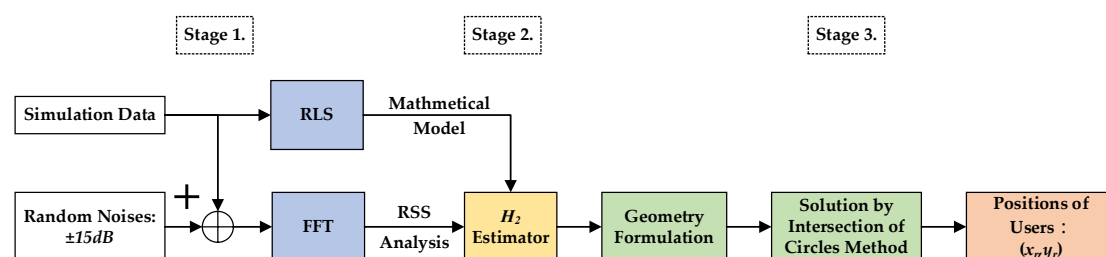 Stage 1.
Stage 2.
Stage 3.
Simulation Data
RLS
Mathmetical
Model
+
Random Noises:
±15dB
FFT
RSS
Analysis
H₂
Estimator
Geometry
Formulation
Solution by
Intersection of
Circles Method
Positions of
Users：
(xᵣ,yᵣ)